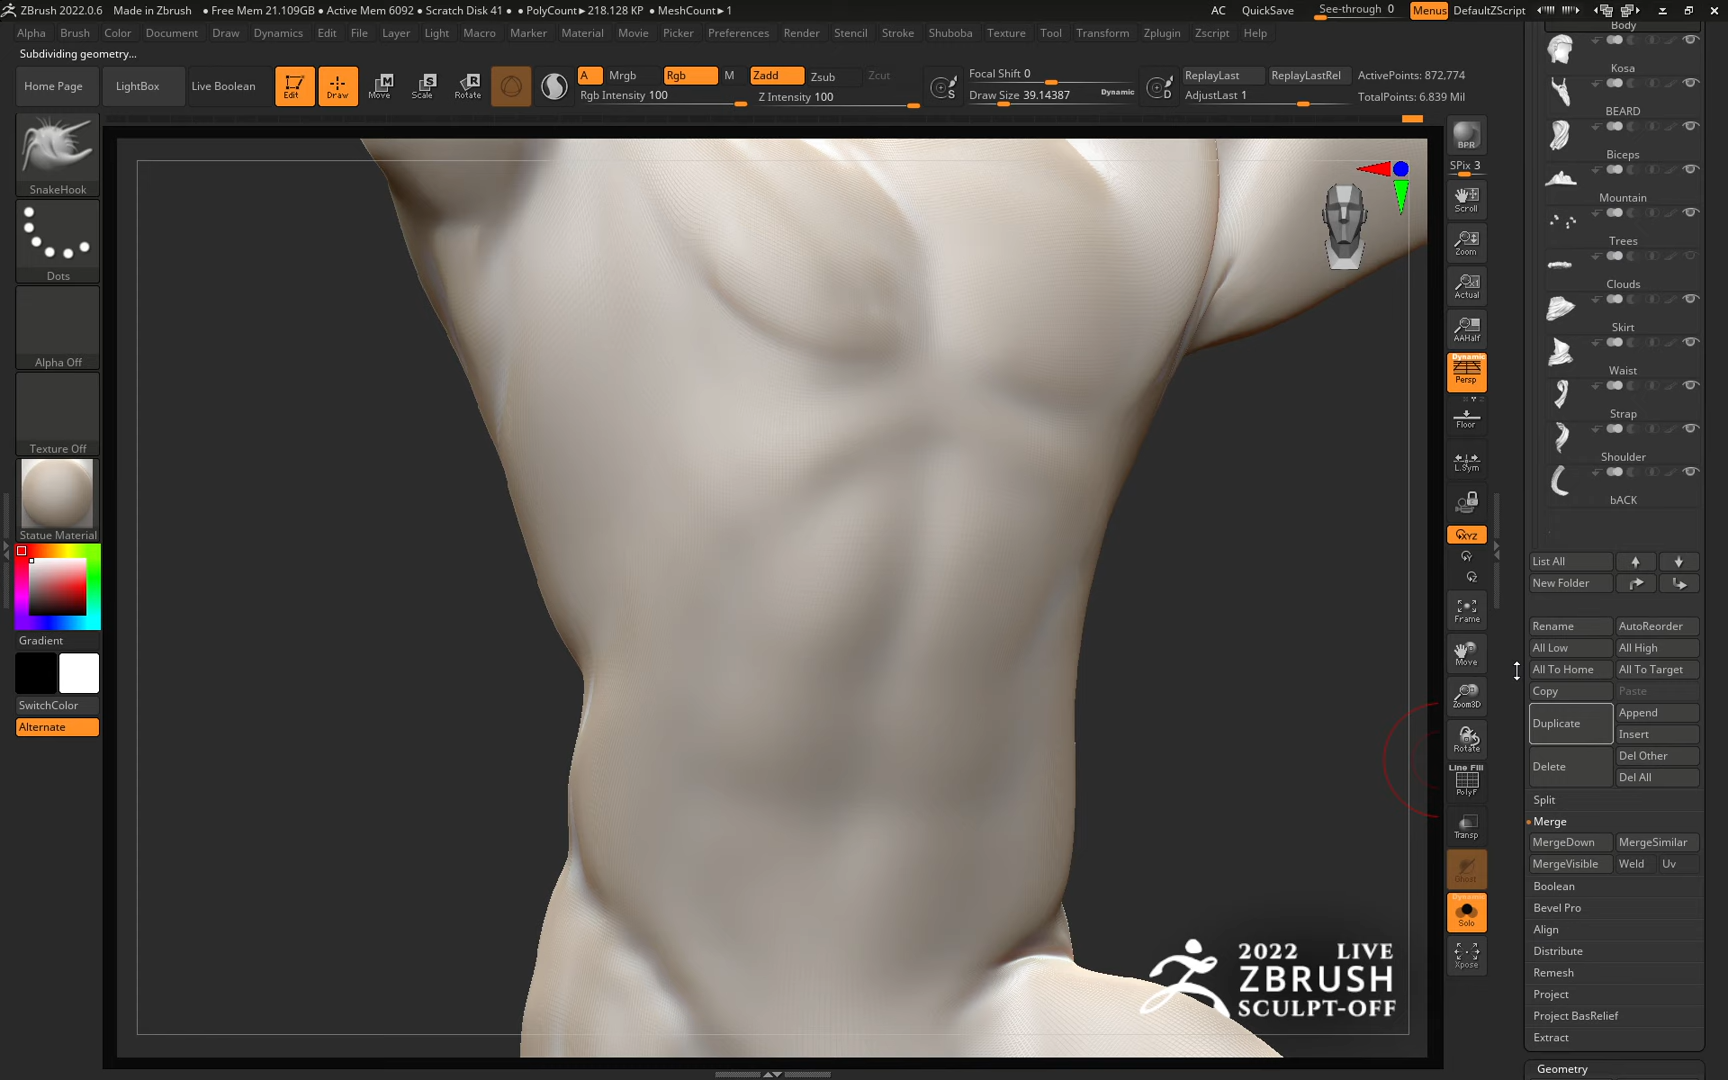 ZBrush 2022.0.6 Made in Zbrush • Free Mem 21.109GB • Active Mem 6092 • Scratch Disk 41 • • PolyCount▶218.128 KP • MeshCount▶1
AC QuickSave See-through 0 Menus DefaultZScript
Alpha Brush Color Document Draw Dynamics Edit File Layer Light Macro Marker Material Movie Picker Preferences Render Stencil Stroke Shuboba Texture Tool Transform Zplugin Zscript Help
Subdividing geometry...
Home Page LightBox Live Boolean Edit Draw Move Scale Rotate
A Mrgb Rgb M Zadd Zsub Zcut
Rgb Intensity 100 Z Intensity 100
Focal Shift 0
Draw Size 39.14387 Dynamic
S
D
ReplayLast ReplayLastRel
AdjustLast 1
ActivePoints: 872,774
TotalPoints: 6.839 Mil
SnakeHook
Dots
Alpha Off
Texture Off
Statue Material
Gradient
SwitchColor
Alternate
2022 LIVE
ZBRUSH
SCULPT-OFF
BPR
SPix 3
Scroll
Zoom
Actual
AAHalf
Dynamic
Persp
Floor
L.Sym
XYZ
Y
Z
Frame
Move
Zoom3D
Rotate
Line Fill
PolyF
Transp
Ghost
Dynamic
Solo
Xpose
Body
Kosa
BEARD
Biceps
Mountain
Trees
Clouds
Skirt
Waist
Strap
Shoulder
bACK
List All
New Folder
Rename AutoReorder
All Low All High
All To Home All To Target
Copy Paste
Duplicate Append
Insert
Delete Del Other
Del All
Split
Merge
MergeDown MergeSimilar
MergeVisible Weld Uv
Boolean
Bevel Pro
Align
Distribute
Remesh
Project
Project BasRelief
Extract
Geometry